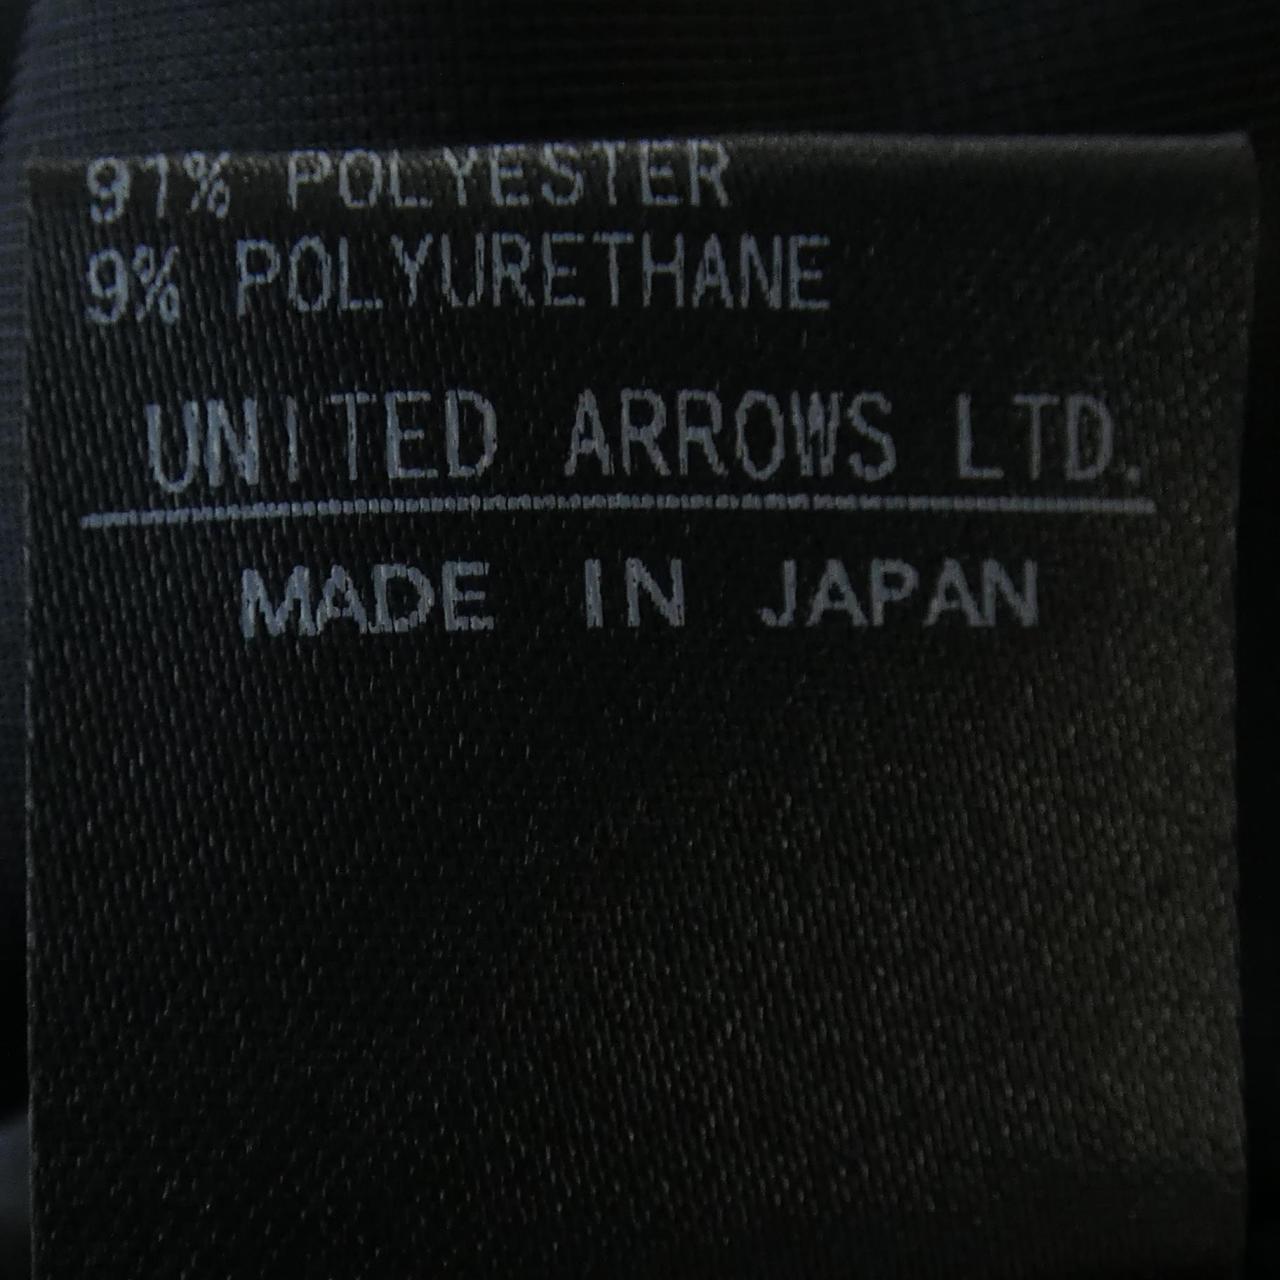 91% POLYESTER
9% POLYURETHANE
UNITED ARROWS LTD.
MADE IN JAPAN